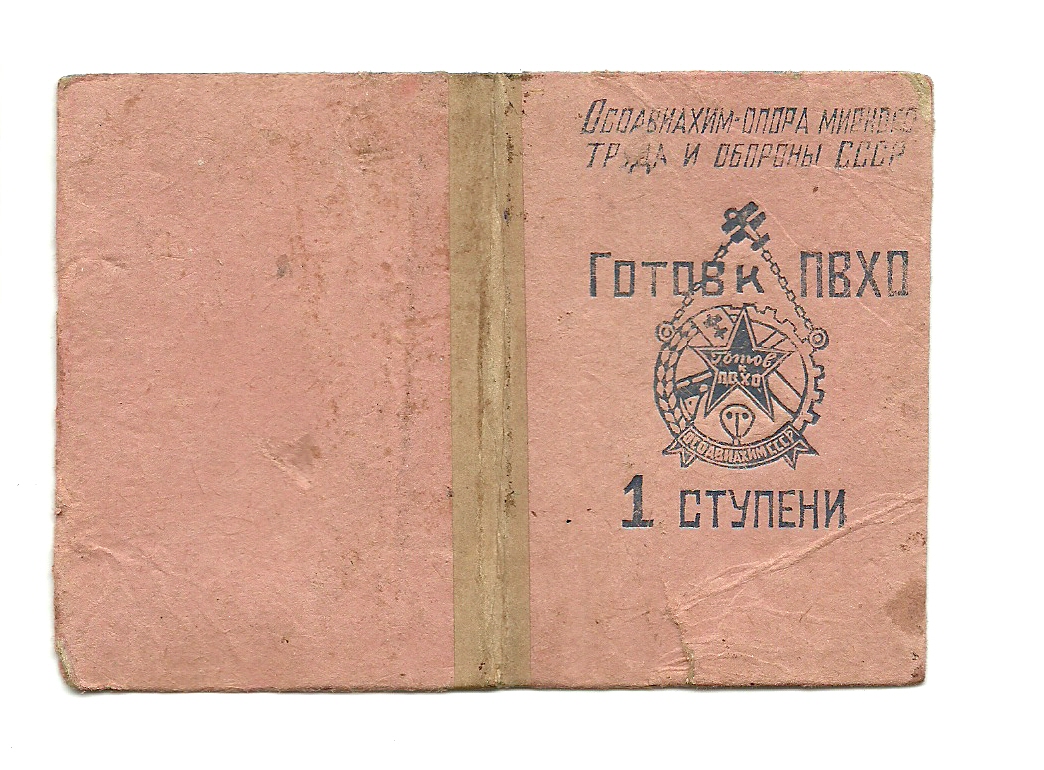 Осоавиахим-опора мирного
труда и обороны СССР
Готов к ПВХО
Готов
к
ПВХО
ОСОАВИАХИМ СССР
1 ступени